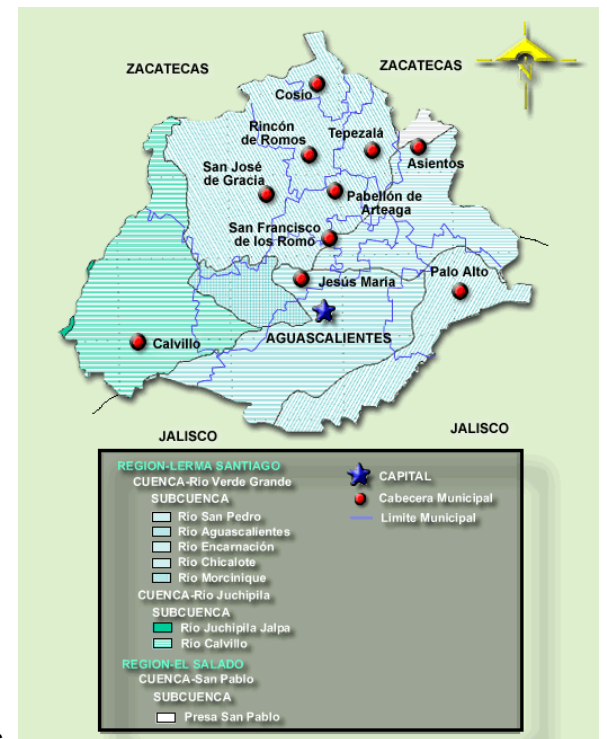 ZACATECAS
ZACATECAS
N
Cosio
Rincón
de Romos
Tepezalá
Asientos
San José
de Gracia
Pabellón de
Arteaga
San Francisco
de los Romo
Jesús Maria
Palo Alto
AGUASCALIENTES
Calvillo
JALISCO
JALISCO
REGION-LERMA SANTIAGO
CUENCA-Rio Verde Grande
SUBCUENCA
Rio San Pedro
Rio Aguascalientes
Rio Encarnación
Rio Chicalote
Rio Morcinique
CUENCA-Rio Juchipila
SUBCUENCA
Rio Juchipila Jalpa
Rio Calvillo
REGION-EL SALADO
CUENCA-San Pablo
SUBCUENCA
Presa San Pablo
CAPITAL
Cabecera Municipal
Limite Municipal